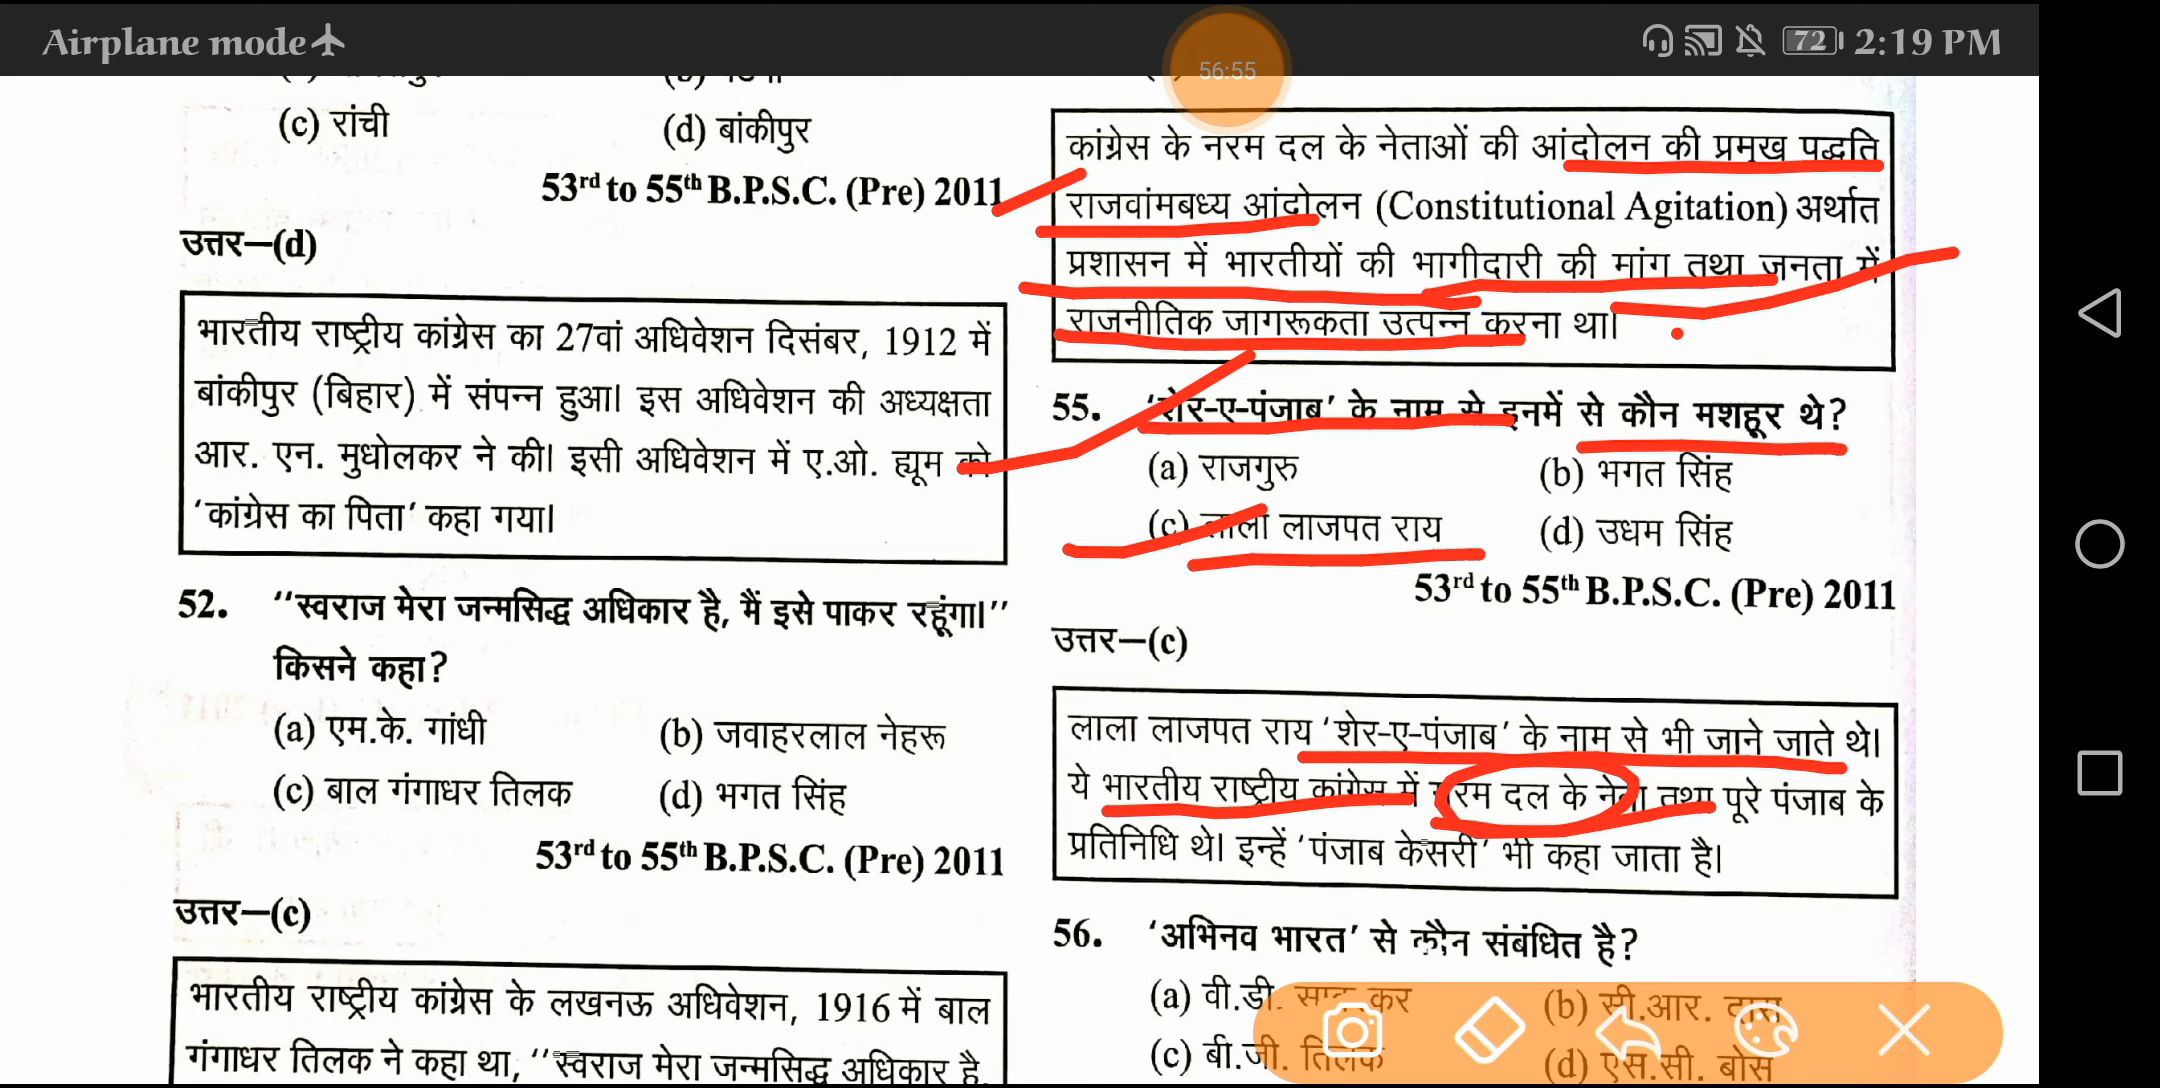 Airplane mode
72 2:19 PM
56:55
(c) रांची (d) बांकीपुर
53rd to 55th B.P.S.C. (Pre) 2011
उत्तर—(d)
भारतीय राष्ट्रीय कांग्रेस का 27वां अधिवेशन दिसंबर, 1912 में
बांकीपुर (बिहार) में संपन्न हुआ। इस अधिवेशन की अध्यक्षता
आर. एन. मुधोलकर ने की। इसी अधिवेशन में ए.ओ. ह्यूम को
‘कांग्रेस का पिता’ कहा गया।
52. ‘‘स्वराज मेरा जन्मसिद्ध अधिकार है, मैं इसे पाकर रहूंगा।’’
किसने कहा?
(a) एम.के. गांधी (b) जवाहरलाल नेहरू
(c) बाल गंगाधर तिलक (d) भगत सिंह
53rd to 55th B.P.S.C. (Pre) 2011
उत्तर—(c)
भारतीय राष्ट्रीय कांग्रेस के लखनऊ अधिवेशन, 1916 में बाल
गंगाधर तिलक ने कहा था, ‘‘स्वराज मेरा जन्मसिद्ध अधिकार है,
कांग्रेस के नरम दल के नेताओं की आंदोलन की प्रमुख पद्धति
राजवांमबध्य आंदोलन (Constitutional Agitation) अर्थात
प्रशासन में भारतीयों की भागीदारी की मांग तथा जनता में
राजनीतिक जागरूकता उत्पन्न करना था।
55. ‘शेर-ए-पंजाब’ के नाम से इनमें से कौन मशहूर थे?
(a) राजगुरु (b) भगत सिंह
(c) लाला लाजपत राय (d) उधम सिंह
53rd to 55th B.P.S.C. (Pre) 2011
उत्तर—(c)
लाला लाजपत राय ‘शेर-ए-पंजाब’ के नाम से भी जाने जाते थे।
ये भारतीय राष्ट्रीय कांग्रेस में दल के नेता तथा पूरे पंजाब के
प्रतिनिधि थे। इन्हें ‘पंजाब केसरी’ भी कहा जाता है।
56. ‘अभिनव भारत’ से कौन संबंधित है?
(a) वी.डी. सावरकर (b) सी.आर. दास
(c) बी.जी. तिलक (d) एस.सी. बोस